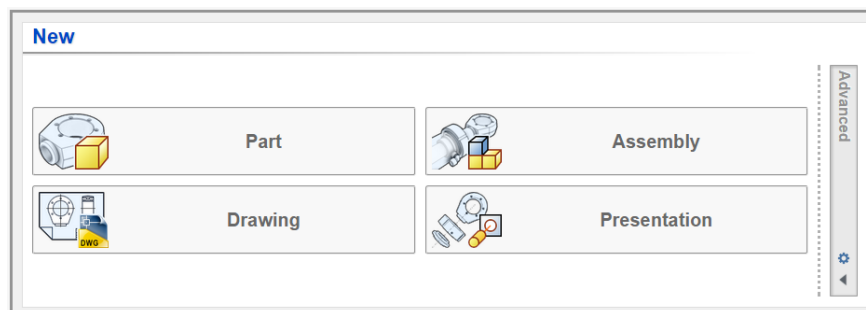 New
Part
Assembly
Drawing
DWG
Presentation
Advanced